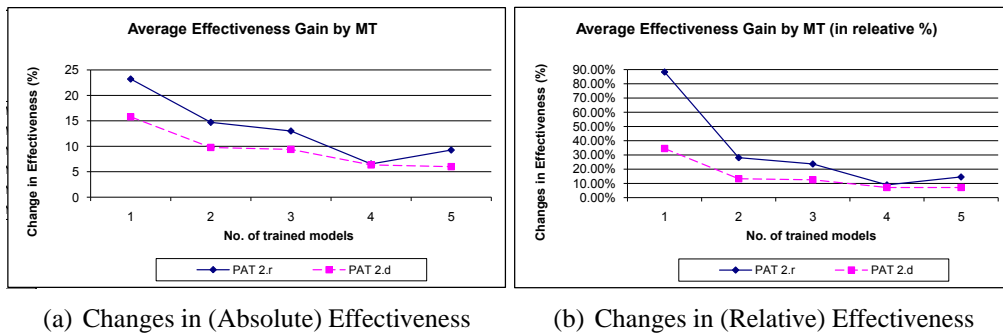 Average Effectiveness Gain by MT
25
20
15
10
5
0
Changes in Effectiveness (%)
1 2 3 4 5
No. of trained models
PAT 2.r PAT 2.d
(a) Changes in (Absolute) Effectiveness
Average Effectiveness Gain by MT (in releative %)
90.00%
80.00%
70.00%
60.00%
50.00%
40.00%
30.00%
20.00%
10.00%
0.00%
Changes in Effectiveness (%)
1 2 3 4 5
No. of trained models
PAT 2.r PAT 2.d
(b) Changes in (Relative) Effectiveness